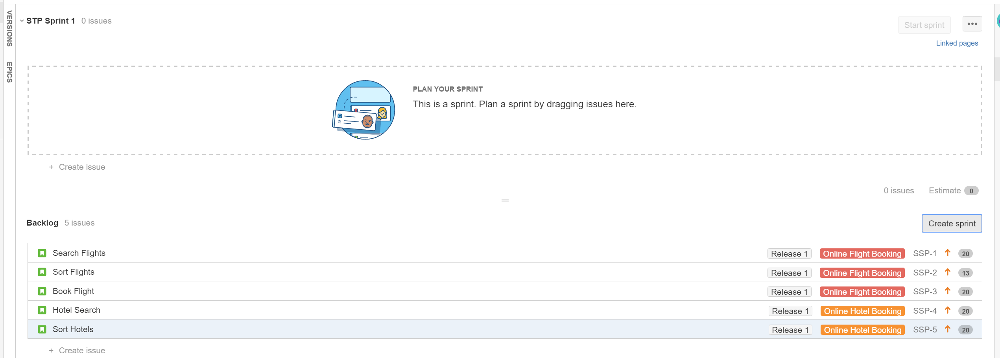 VERSIONS
EPICS
STP Sprint 1 0 issues
Start sprint
Linked pages
PLAN YOUR SPRINT
This is a sprint. Plan a sprint by dragging issues here.
+ Create issue
0 issues Estimate 0
Backlog 5 issues
Create sprint
Search Flights Release 1 Online Flight Booking SSP-1 20
Sort Flights Release 1 Online Flight Booking SSP-2 13
Book Flight Release 1 Online Flight Booking SSP-3 20
Hotel Search Release 1 Online Hotel Booking SSP-4 20
Sort Hotels Release 1 Online Hotel Booking SSP-5 20
+ Create issue